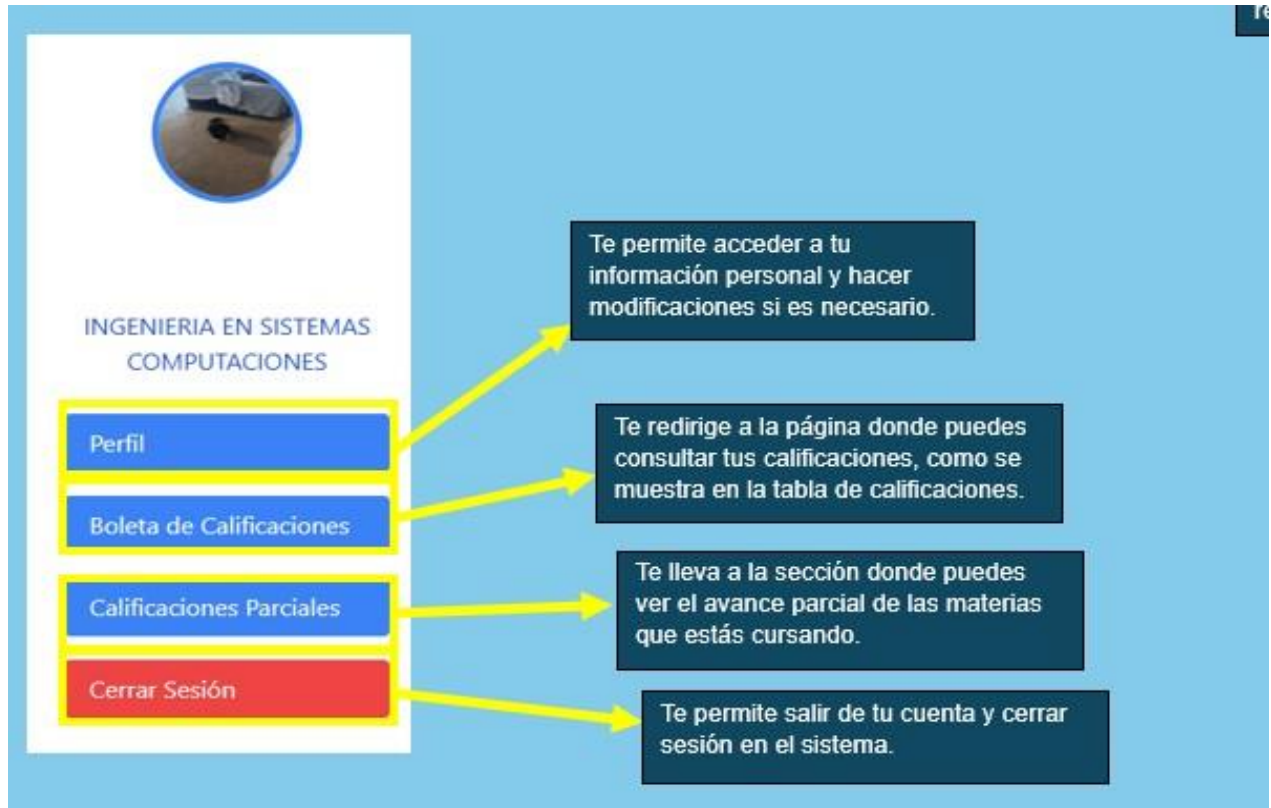 re
INGENIERIA EN SISTEMAS
COMPUTACIONES
Perfil
Boleta de Calificaciones
Calificaciones Parciales
Cerrar Sesión
Te permite acceder a tu
información personal y hacer
modificaciones si es necesario.
Te redirige a la página donde puedes
consultar tus calificaciones, como se
muestra en la tabla de calificaciones.
Te lleva a la sección donde puedes
ver el avance parcial de las materias
que estás cursando.
Te permite salir de tu cuenta y cerrar
sesión en el sistema.